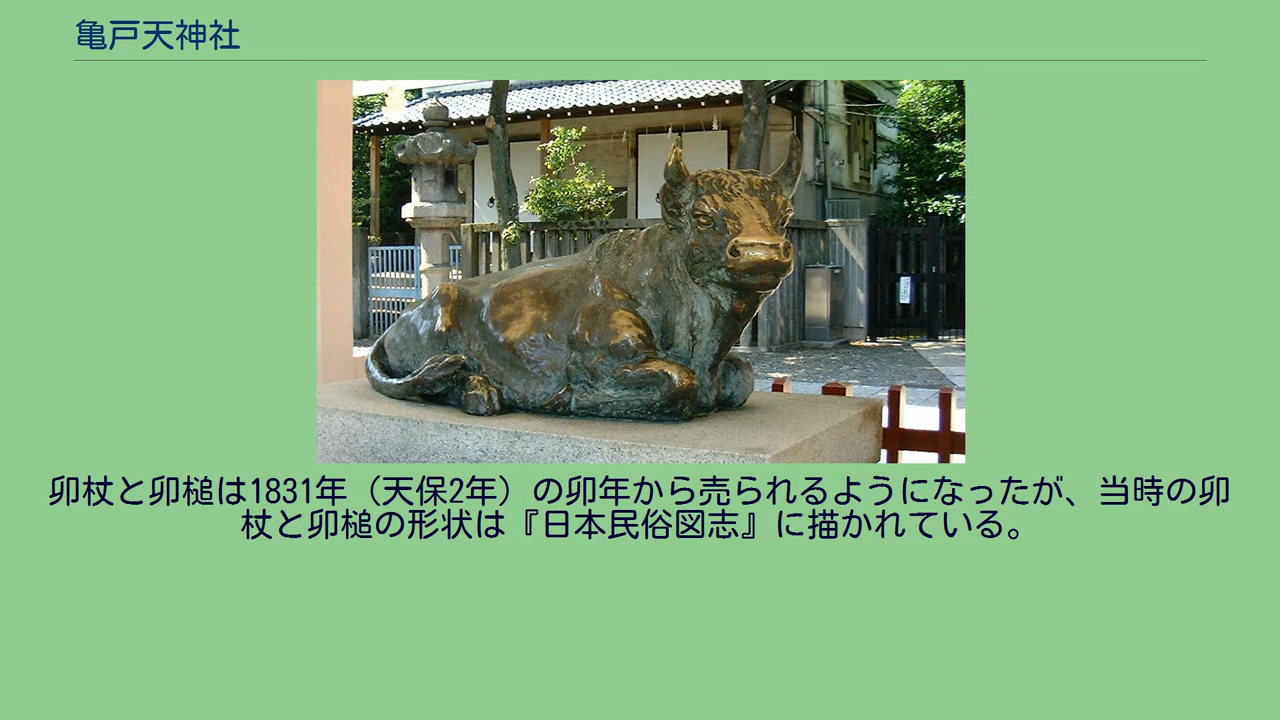 亀戸天神社
卯杖と卯槌は1831年（天保2年）の卯年から売られるようになったが、当時の卯
杖と卯槌の形状は『日本民俗図志』に描かれている。